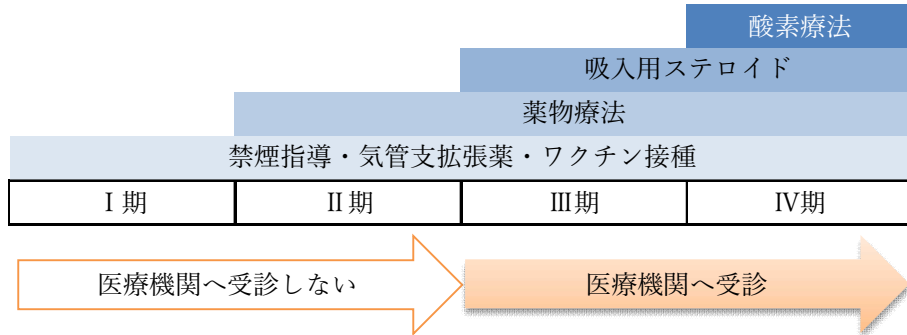 酸素療法
吸入用ステロイド
薬物療法
禁煙指導・気管支拡張薬・ワクチン接種
Ⅰ期 Ⅱ期 Ⅲ期 Ⅳ期
医療機関へ受診しない 医療機関へ受診